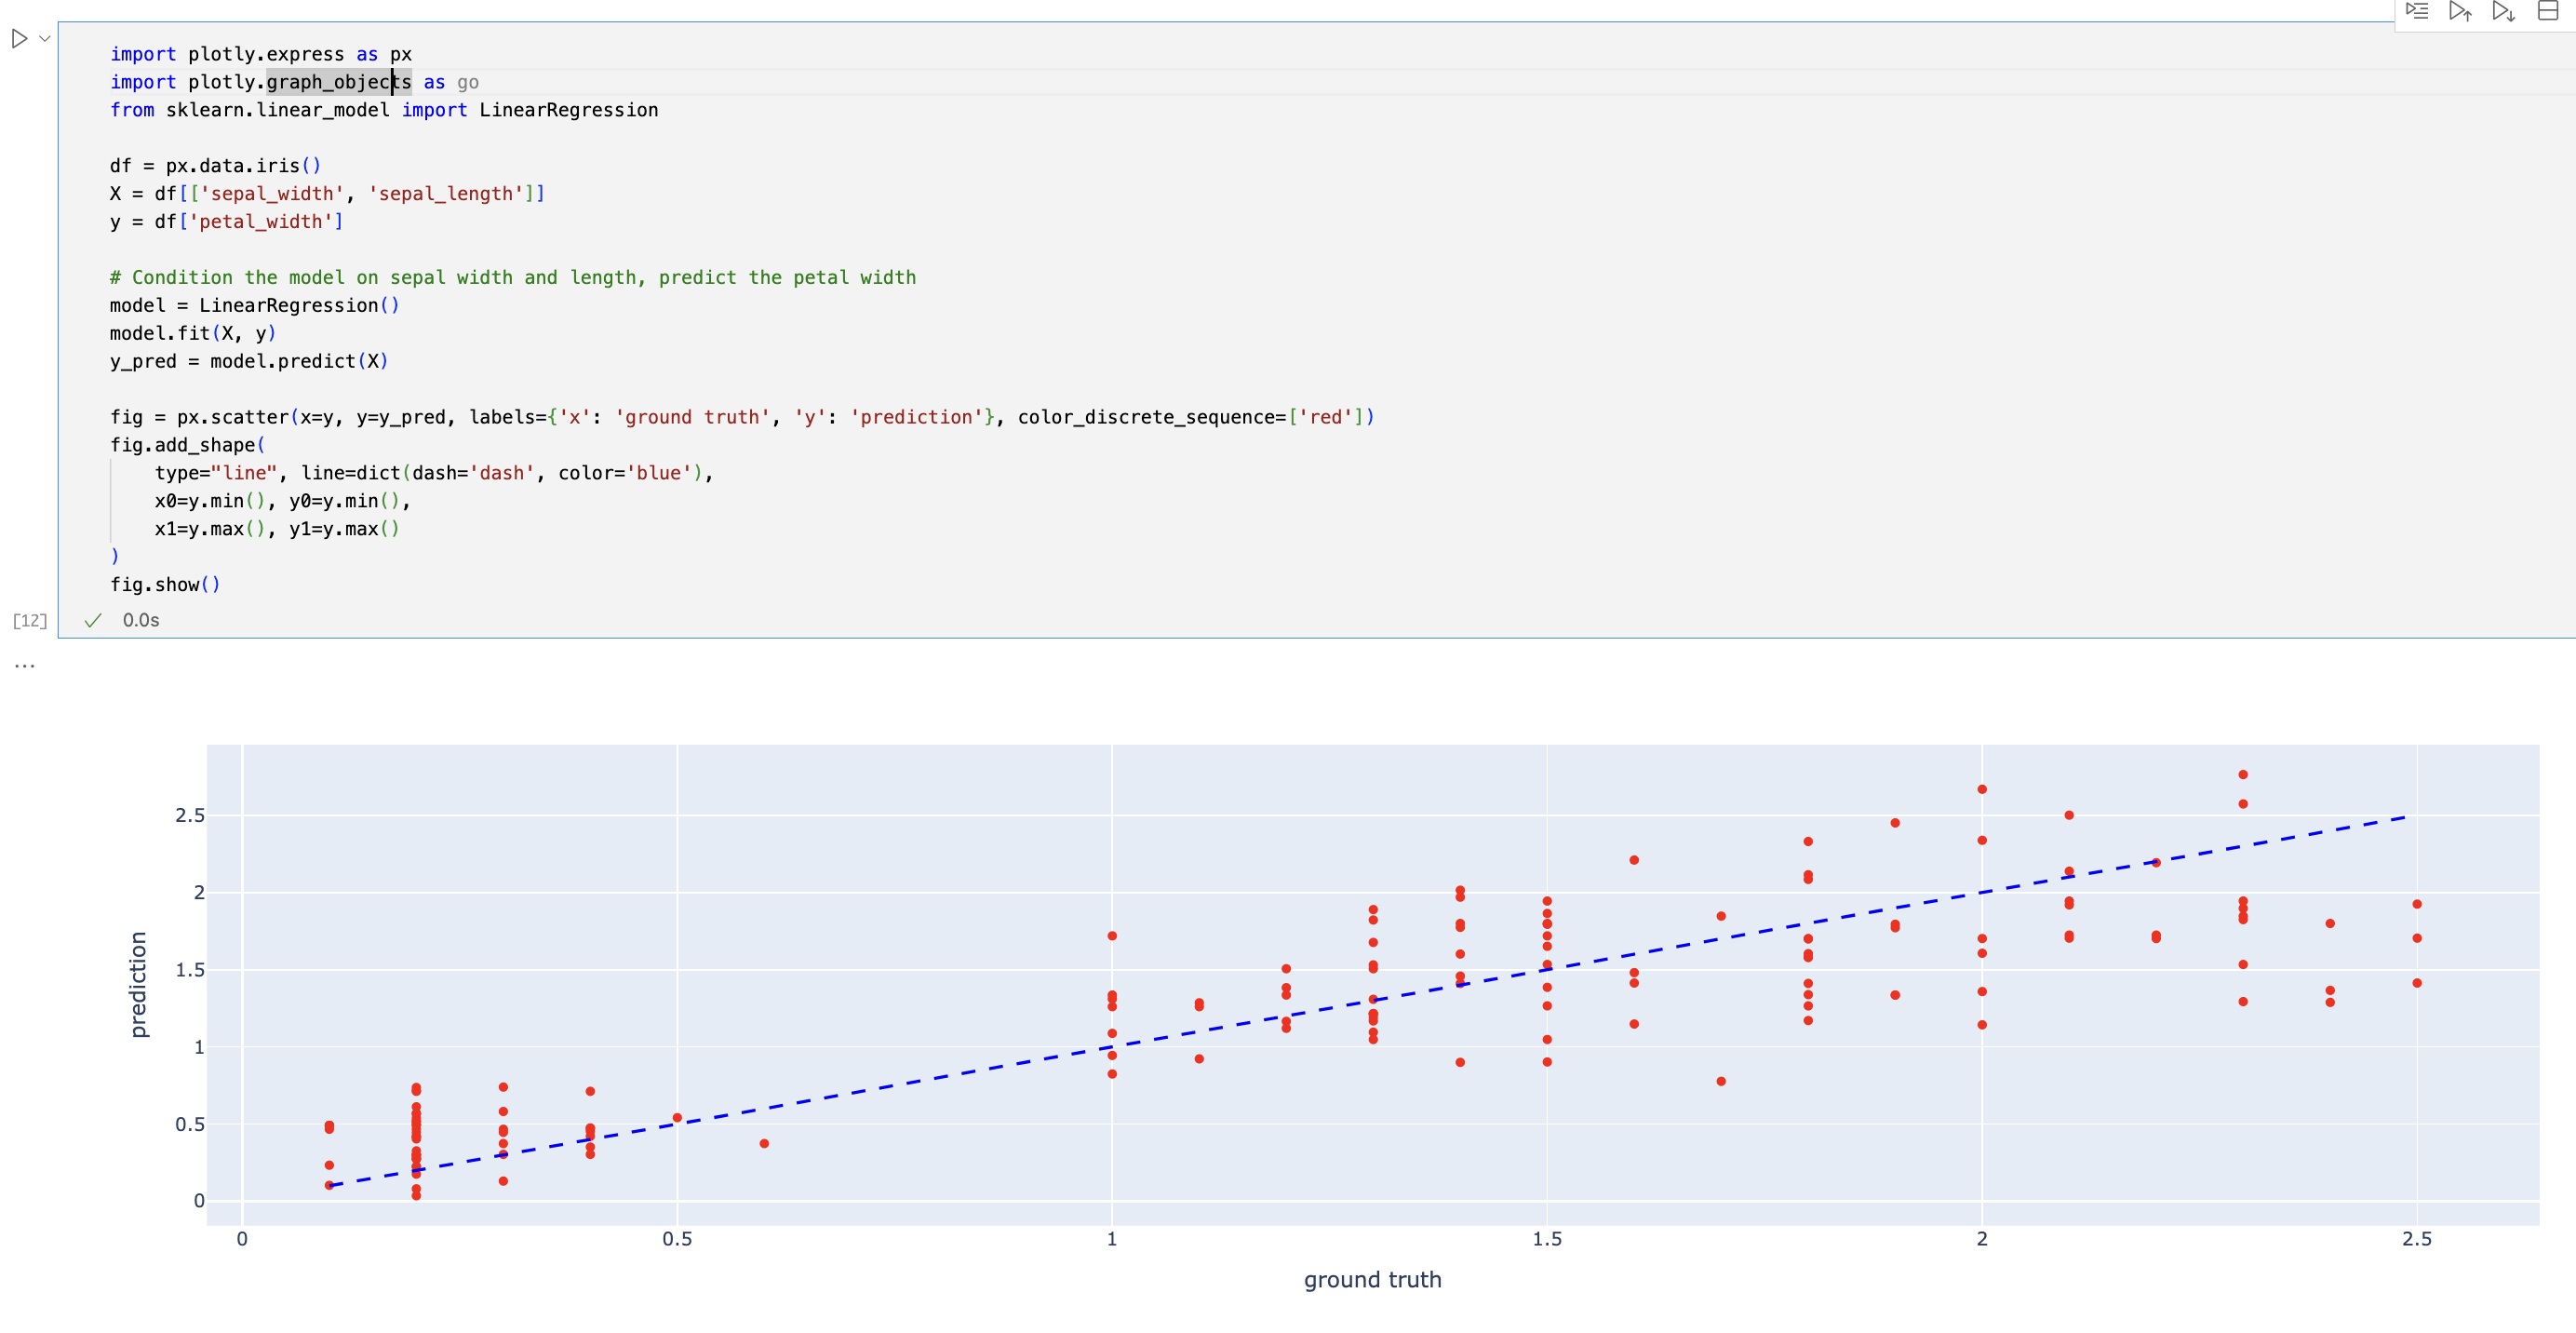 import plotly.express as px
import plotly.graph_objects as go
from sklearn.linear_model import LinearRegression
df = px.data.iris()
X = df[['sepal_width', 'sepal_length']]
y = df['petal_width']
# Condition the model on sepal width and length, predict the petal width
model = LinearRegression()
model.fit(X, y)
y_pred = model.predict(X)
fig = px.scatter(x=y, y=y_pred, labels={'x': 'ground truth', 'y': 'prediction'}, color_discrete_sequence=['red'])
fig.add_shape(
    type="line", line=dict(dash='dash', color='blue'),
    x0=y.min(), y0=y.min(),
    x1=y.max(), y1=y.max()
)
fig.show()
[12] 0.0s
...
2.5
2
1.5
1
0.5
0
prediction
0 0.5 1 1.5 2 2.5
ground truth